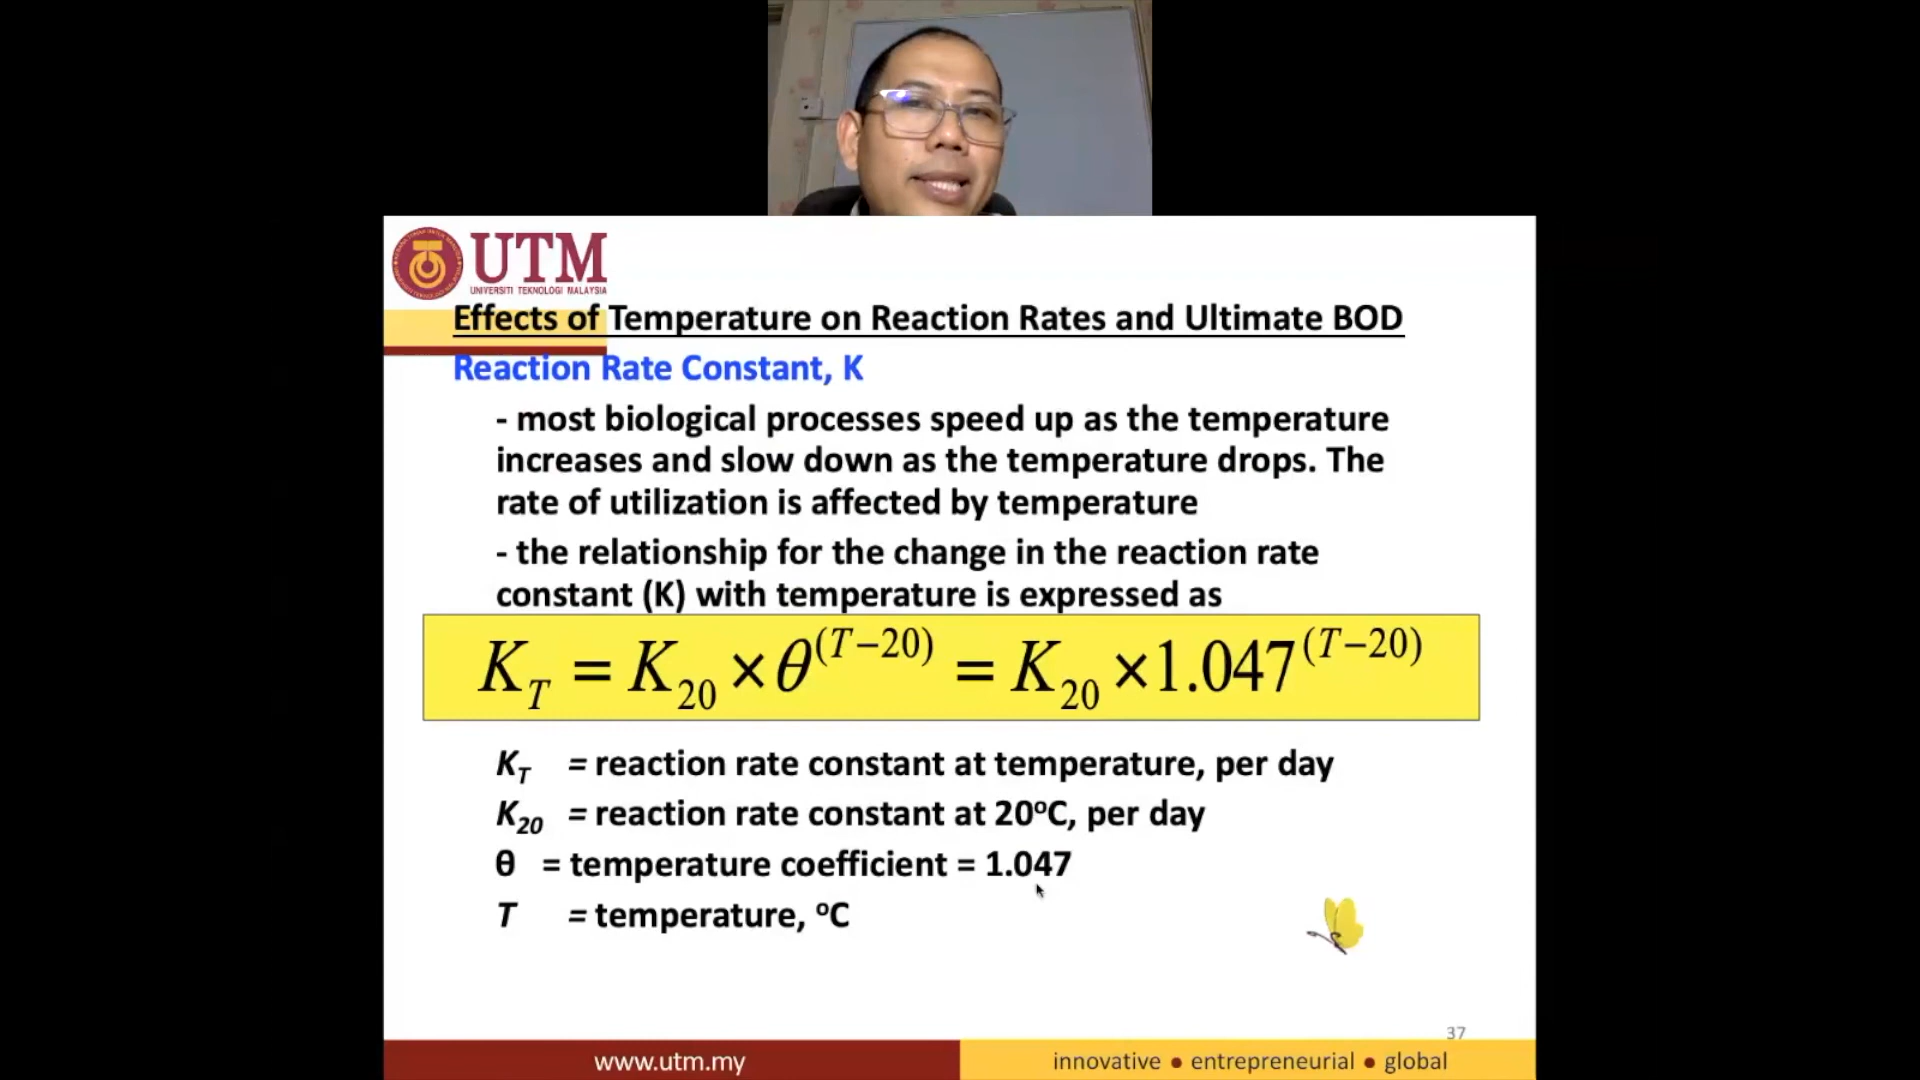 UTM
UNIVERSITI TEKNOLOGI MALAYSIA
Effects of Temperature on Reaction Rates and Ultimate BOD
Reaction Rate Constant, K
- most biological processes speed up as the temperature
increases and slow down as the temperature drops. The
rate of utilization is affected by temperature
- the relationship for the change in the reaction rate
constant (K) with temperature is expressed as
K_T = K_20 × θ^(T−20) = K_20 × 1.047^(T−20)
K_T = reaction rate constant at temperature, per day
K_20 = reaction rate constant at 20°C, per day
θ = temperature coefficient = 1.047
T = temperature, °C
37
www.utm.my
innovative ● entrepreneurial ● global